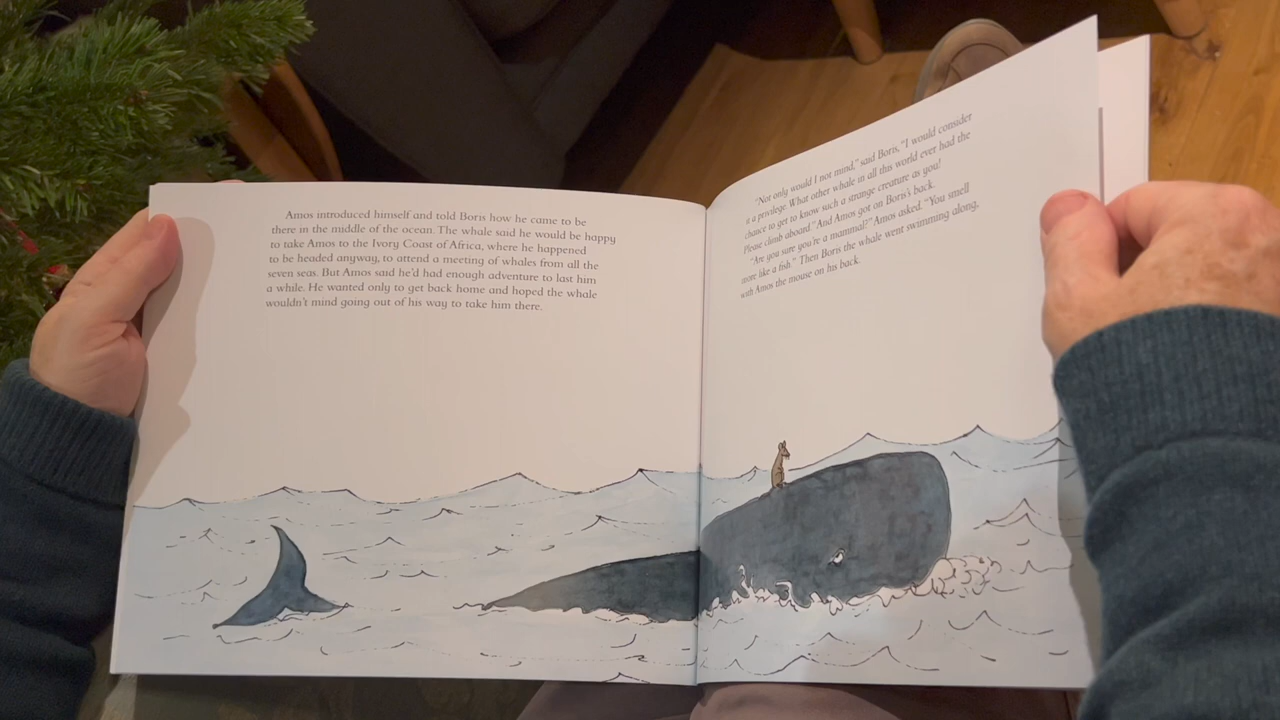 Amos introduced himself and told Boris how he came to be
there in the middle of the ocean. The whale said he would be happy
to take Amos to the Ivory Coast of Africa, where he happened
to be headed anyway, to attend a meeting of whales from all the
seven seas. But Amos said he'd had enough adventure to last him
a while. He wanted only to get back home and hoped the whale
wouldn't mind going out of his way to take him there.
"Not only would I not mind," said Boris, "I would consider
it a privilege. What other whale in all this world ever had the
chance to get to know such a strange creature as you!
Please climb aboard." And Amos got on Boris's back.
"Are you sure you're a mammal?" Amos asked. "You smell
more like a fish." Then Boris the whale went swimming along,
with Amos the mouse on his back.